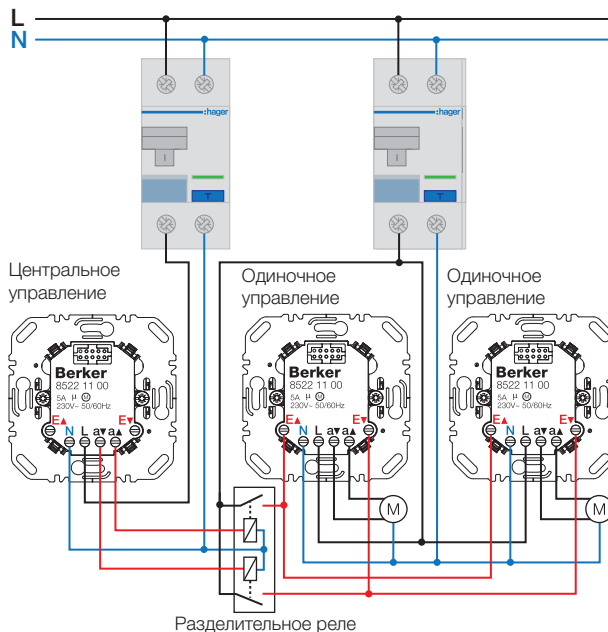 L
N
:hager
:hager
I
I
T
T
Центральное
управление
Одиночное
управление
Одиночное
управление
Berker
8522 11 00
5A µ M
230V~ 50/60Hz
E▲ N L a▼ a▲ E▼
Berker
8522 11 00
5A µ M
230V~ 50/60Hz
E▲ N L a▼ a▲ E▼
Berker
8522 11 00
5A µ M
230V~ 50/60Hz
E▲ N L a▼ a▲ E▼
M
M
Разделительное реле